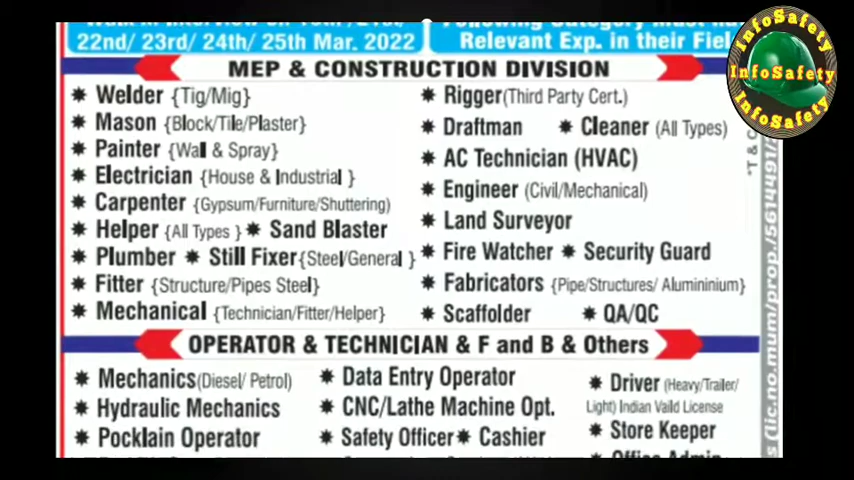 22nd/ 23rd/ 24th/ 25th Mar. 2022
Relevant Exp. in their Fiel
InfoSafety
InfoSafety
InfoSafety
MEP & CONSTRUCTION DIVISION
* Welder {Tig/Mig}
* Mason {Block/Tile/Plaster}
* Painter {Wall & Spray}
* Electrician {House & Industrial }
* Carpenter {Gypsum/Furniture/Shuttering)
* Helper {All Types } * Sand Blaster
* Plumber * Still Fixer{Steel/General }
* Fitter {Structure/Pipes Steel}
* Mechanical {Technician/Fitter/Helper}
* Rigger(Third Party Cert.)
* Draftman * Cleaner (All Types)
* AC Technician (HVAC)
* Engineer (Civil/Mechanical)
* Land Surveyor
* Fire Watcher * Security Guard
* Fabricators {Pipe/Structures/ Alumininium}
* Scaffolder * QA/QC
OPERATOR & TECHNICIAN & F and B & Others
* Mechanics(Diesel/ Petrol)
* Hydraulic Mechanics
* Pocklain Operator
* Data Entry Operator
* CNC/Lathe Machine Opt.
* Safety Officer* Cashier
* Driver (Heavy/Trailer/
Light) Indian Vaild License
* Store Keeper